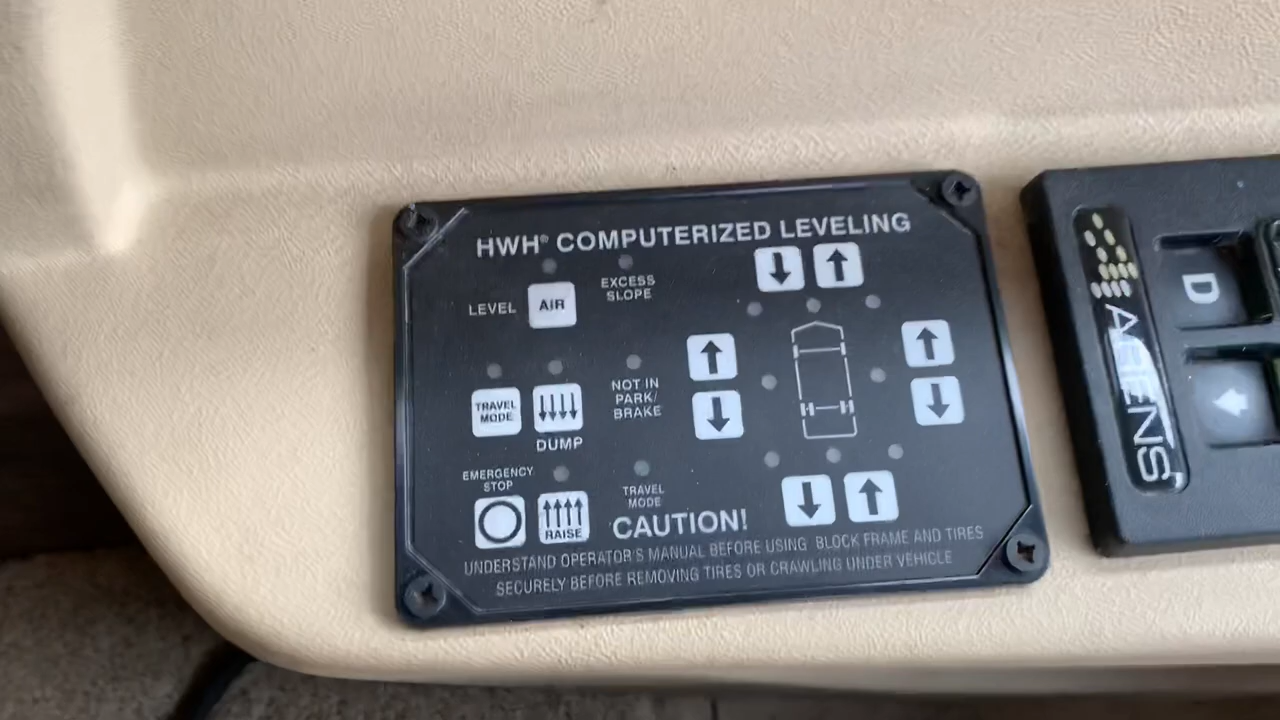 HWH® COMPUTERIZED LEVELING
LEVEL
AIR
EXCESS
SLOPE
TRAVEL
MODE
DUMP
NOT IN
PARK/
BRAKE
EMERGENCY
STOP
RAISE
TRAVEL
MODE
CAUTION!
UNDERSTAND OPERATOR'S MANUAL BEFORE USING BLOCK FRAME AND TIRES
SECURELY BEFORE REMOVING TIRES OR CRAWLING UNDER VEHICLE
D